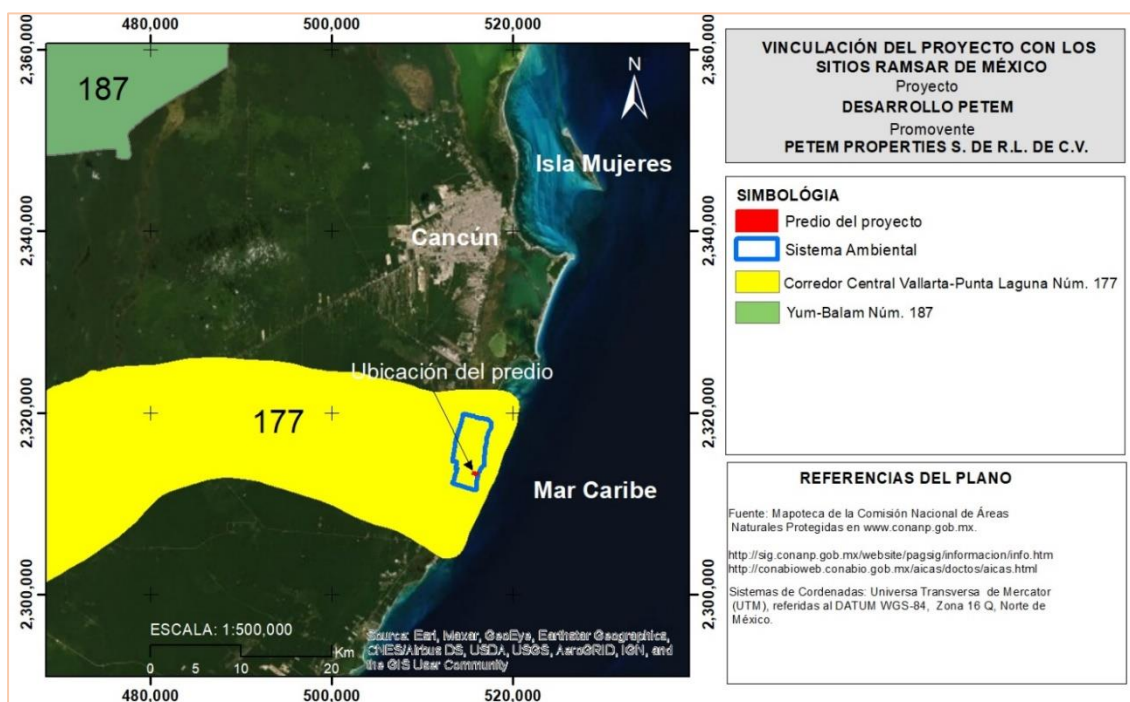 480,000
500,000
520,000
2,360,000
2,360,000
187
N
Isla Mujeres
Cancún
2,340,000
2,340,000
Ubicación del predio
2,320,000
2,320,000
177
Mar Caribe
2,300,000
2,300,000
ESCALA: 1:500,000
Km
0 5 10 20
Source: Esri, Maxar, GeoEye, Earthstar Geographics,
CNES/Airbus DS, USDA, USGS, AeroGRID, IGN, and
the GIS User Community
480,000
500,000
520,000
VINCULACIÓN DEL PROYECTO CON LOS
SITIOS RAMSAR DE MÉXICO
Proyecto
DESARROLLO PETEM
Promovente
PETEM PROPERTIES S. DE R.L. DE C.V.
SIMBOLÓGIA
Predio del proyecto
Sistema Ambiental
Corredor Central Vallarta-Punta Laguna Núm. 177
Yum-Balam Núm. 187
REFERENCIAS DEL PLANO
Fuente: Mapoteca de la Comisión Nacional de Áreas
Naturales Protegidas en www.conanp.gob.mx.
http://sig.conanp.gob.mx/website/pagsig/informacion/info.htm
http://conabioweb.conabio.gob.mx/aicas/doctos/aicas.html
Sistemas de Cordenadas: Universa Transversa de Mercator
(UTM), referidas al DATUM WGS-84, Zona 16 Q, Norte de
México.